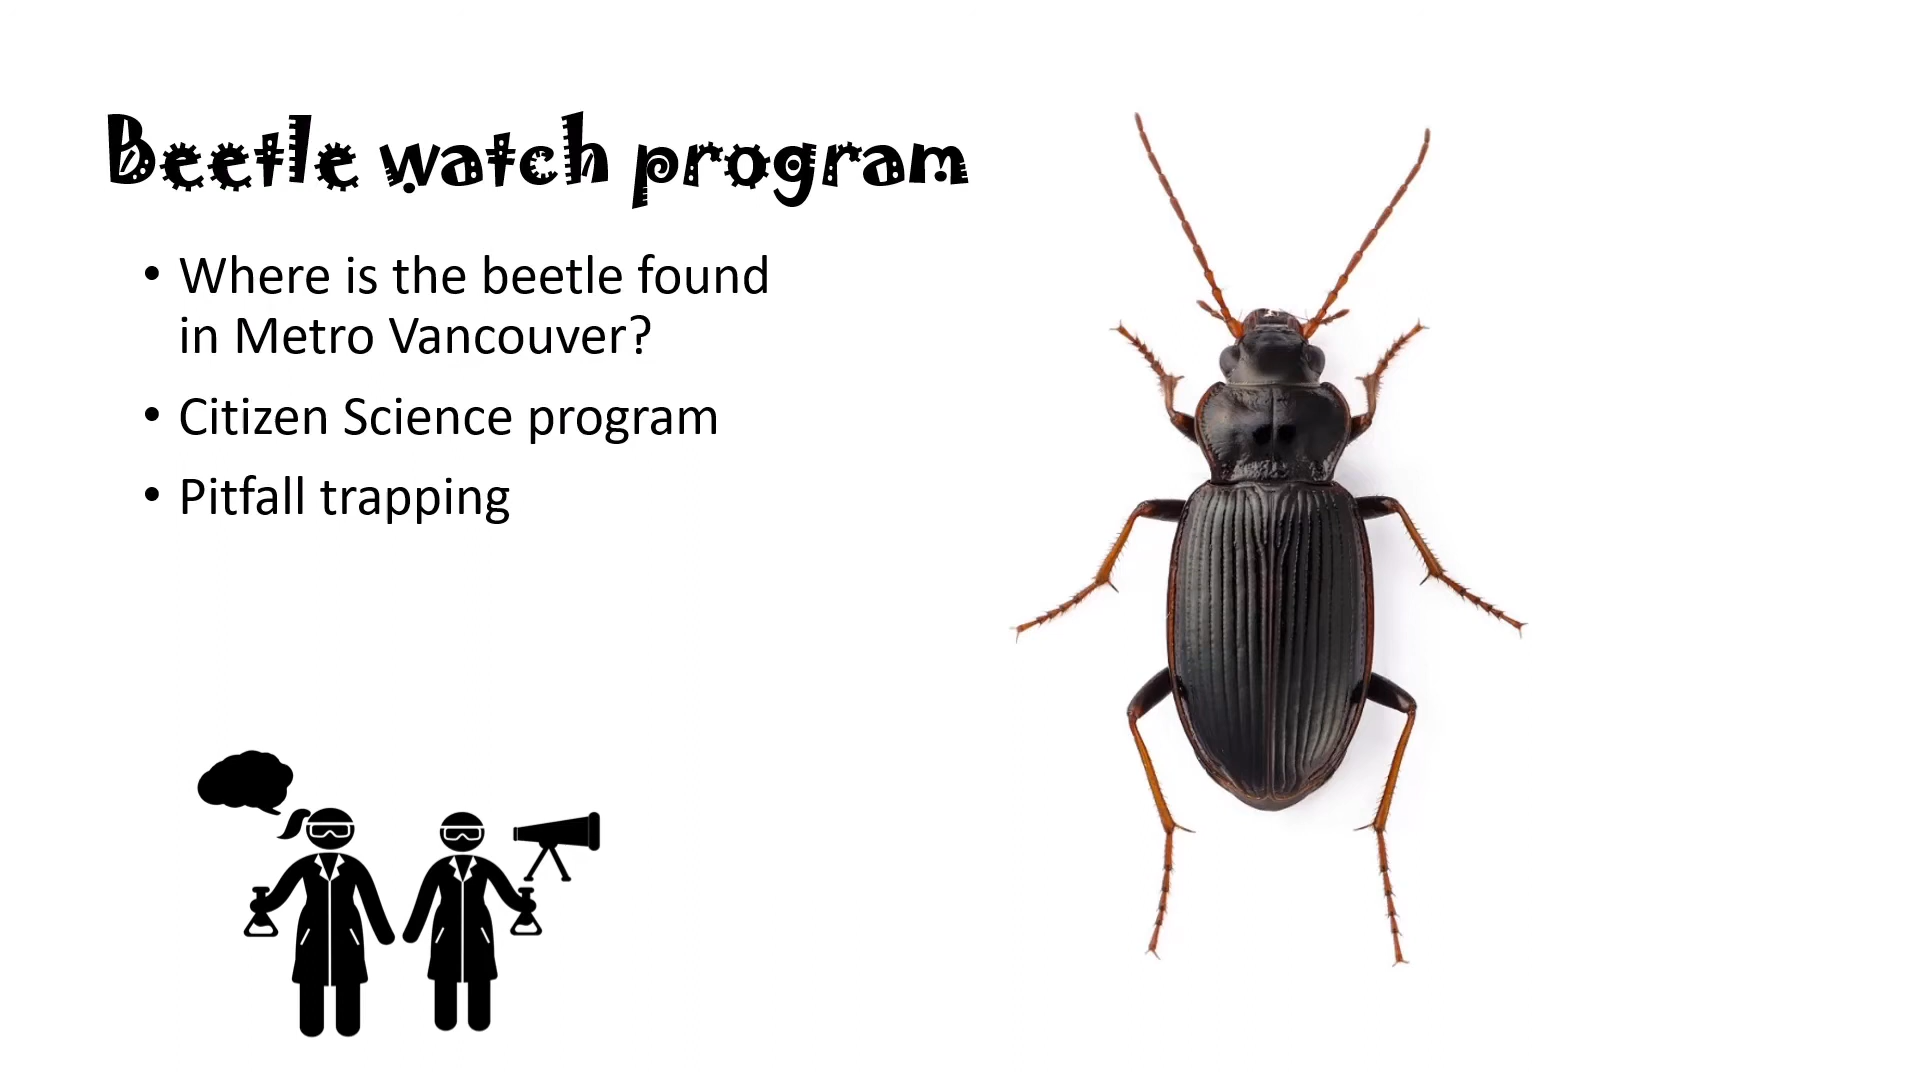 Beetle watch program
• Where is the beetle found
in Metro Vancouver?
• Citizen Science program
• Pitfall trapping